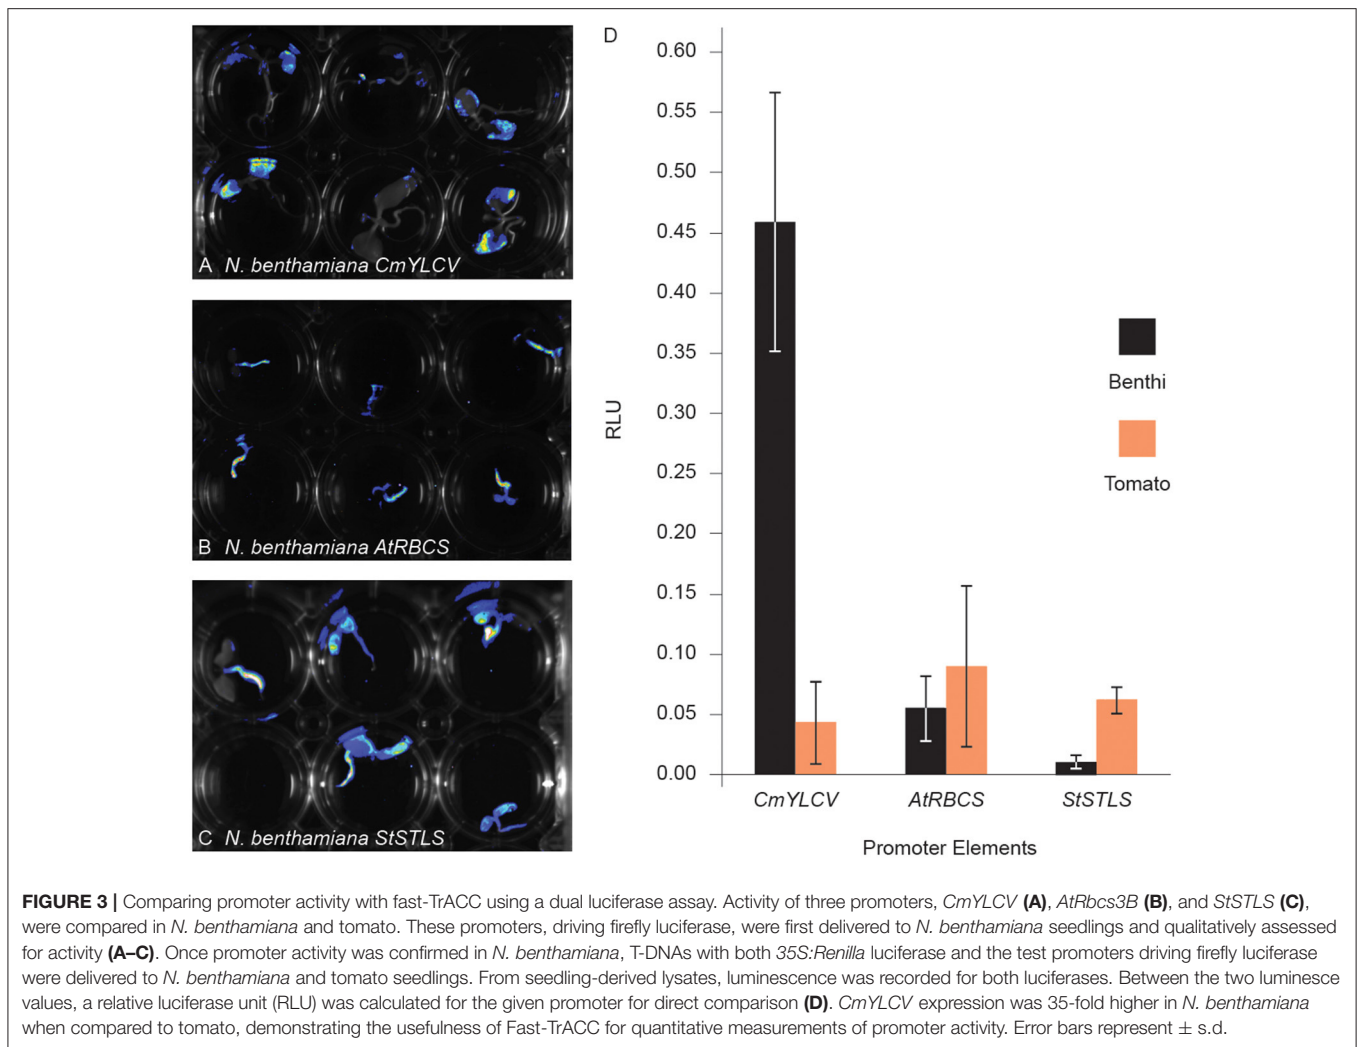 A N. benthamiana CmYLCV
B N. benthamiana AtRBCS
C N. benthamiana StSTLS
D
0.60
0.55
0.50
0.45
0.40
0.35
0.30
0.25
0.20
0.15
0.10
0.05
0.00
RLU
Benthi
Tomato
CmYLCV AtRBCS StSTLS
Promoter Elements
FIGURE 3 | Comparing promoter activity with fast-TrACC using a dual luciferase assay. Activity of three promoters, CmYLCV (A), AtRbcs3B (B), and StSTLS (C),
were compared in N. benthamiana and tomato. These promoters, driving firefly luciferase, were first delivered to N. benthamiana seedlings and qualitatively assessed
for activity (A–C). Once promoter activity was confirmed in N. benthamiana, T-DNAs with both 35S:Renilla luciferase and the test promoters driving firefly luciferase
were delivered to N. benthamiana and tomato seedlings. From seedling-derived lysates, luminescence was recorded for both luciferases. Between the two luminesce
values, a relative luciferase unit (RLU) was calculated for the given promoter for direct comparison (D). CmYLCV expression was 35-fold higher in N. benthamiana
when compared to tomato, demonstrating the usefulness of Fast-TrACC for quantitative measurements of promoter activity. Error bars represent ± s.d.